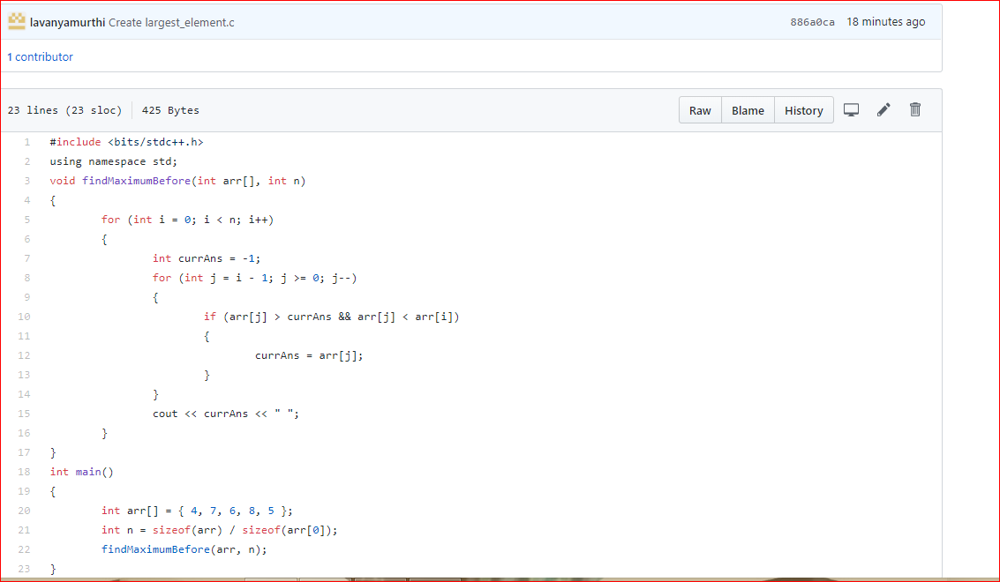 lavanyamurthi Create largest_element.c 886a0ca 18 minutes ago
1 contributor
23 lines (23 sloc) 425 Bytes Raw Blame History
1 #include <bits/stdc++.h>
2 using namespace std;
3 void findMaximumBefore(int arr[], int n)
4 {
5 for (int i = 0; i < n; i++)
6 {
7 int currAns = -1;
8 for (int j = i - 1; j >= 0; j--)
9 {
10 if (arr[j] > currAns && arr[j] < arr[i])
11 {
12 currAns = arr[j];
13 }
14 }
15 cout << currAns << " ";
16 }
17 }
18 int main()
19 {
20 int arr[] = { 4, 7, 6, 8, 5 };
21 int n = sizeof(arr) / sizeof(arr[0]);
22 findMaximumBefore(arr, n);
23 }